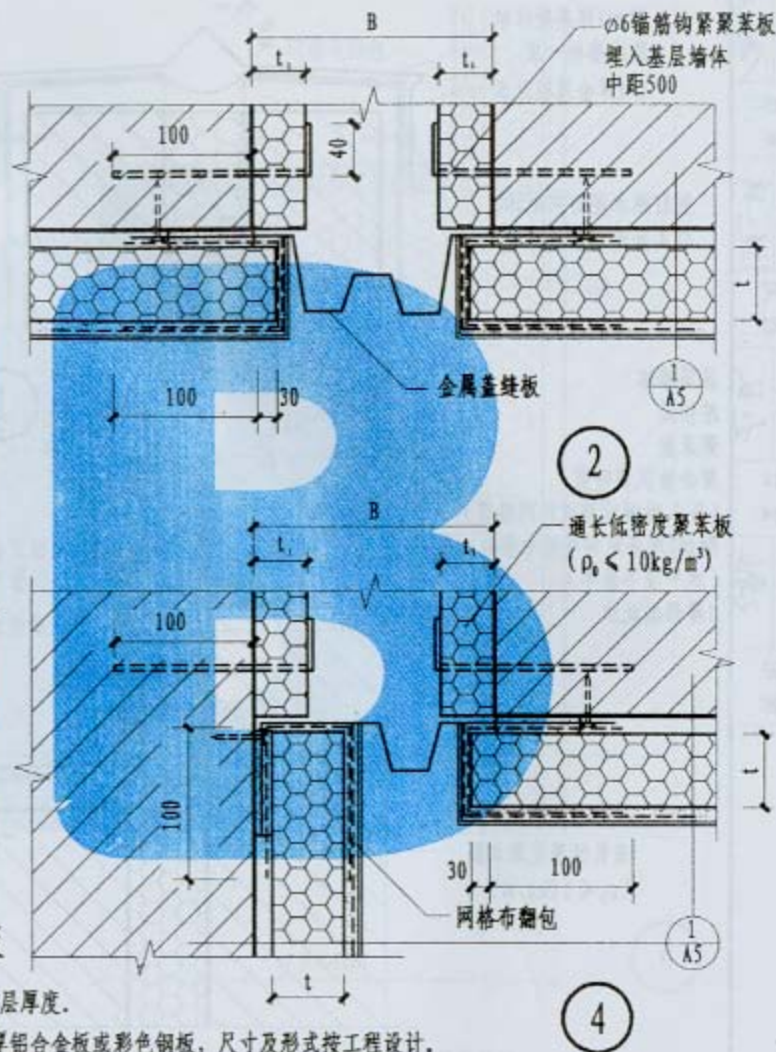 B
t₁
t₁
ø6锚筋钩紧聚苯板
埋入基层墙体
中距500
100
40
t
金属盖缝板
100
30
1
A5
2
B
t₁
t₁
通长低密度聚苯板
(ρ₀≤10kg/m³)
100
100
t
30
100
网格布翻包
1
A5
t
4
层厚度.
厚铝合金板或彩色钢板, 尺寸及形式按工程设计.
B